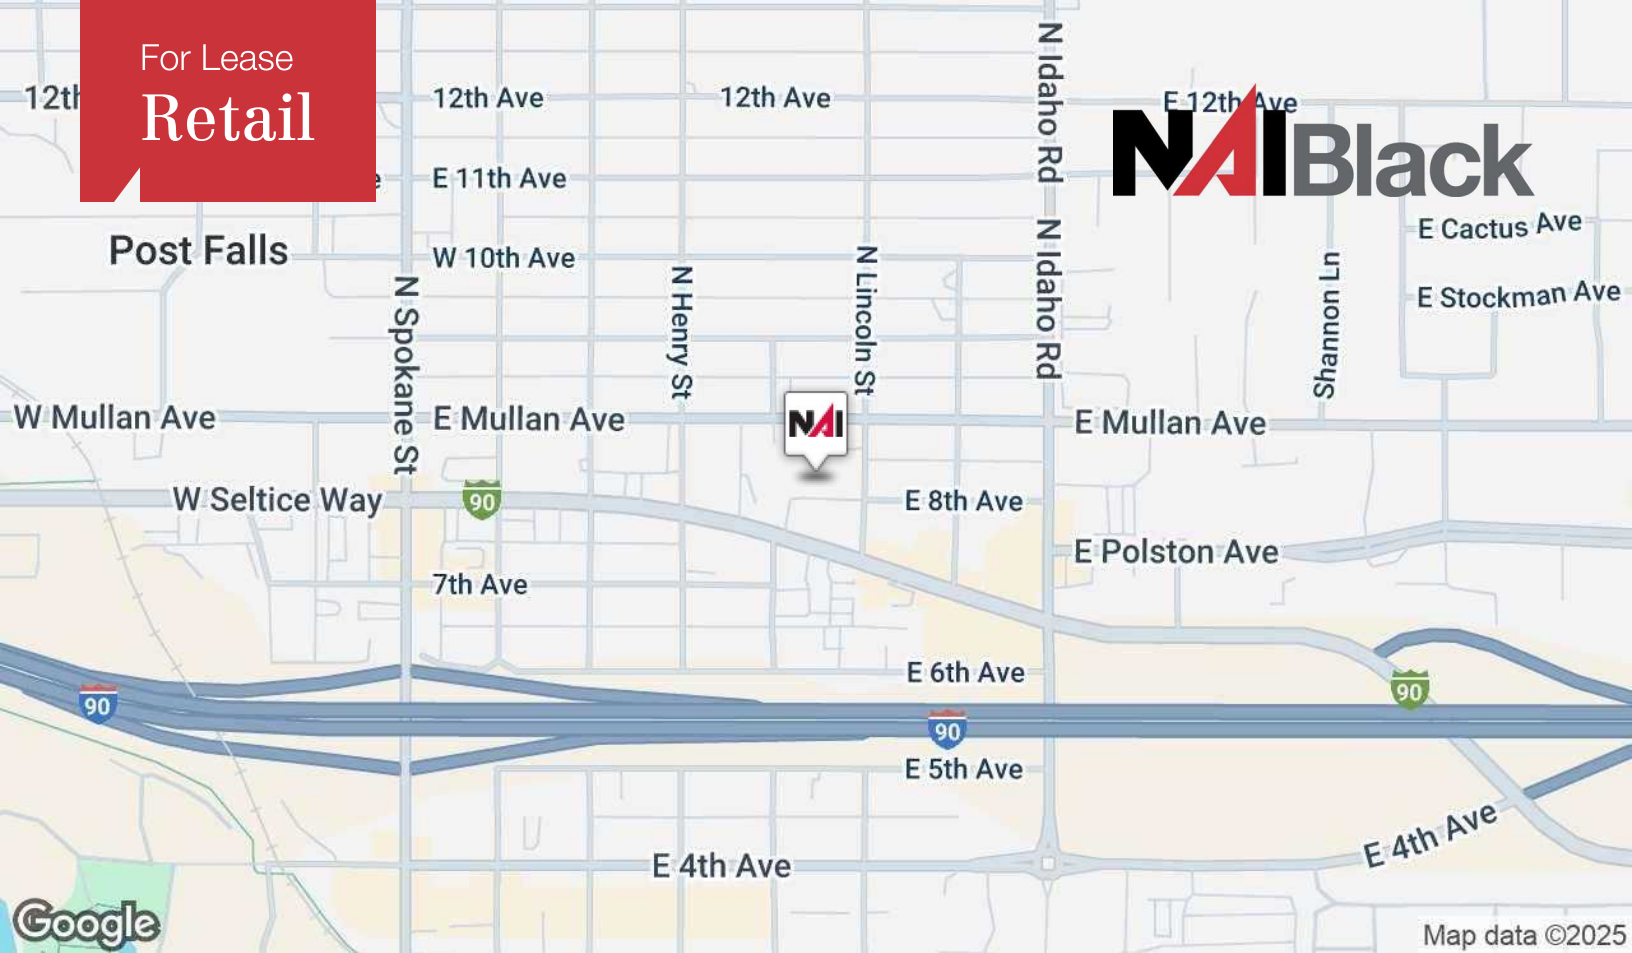 For Lease
Retail
12th
12th Ave
12th Ave
E 12th Ave
NAIBlack
N Idaho Rd
E 11th Ave
e
Post Falls
W 10th Ave
N Idaho Rd
E Cactus Ave
E Stockman Ave
N Spokane St
N Henry St
N Lincoln St
Shannon Ln
W Mullan Ave
E Mullan Ave
NAI
E Mullan Ave
W Seltice Way
90
E 8th Ave
E Polston Ave
7th Ave
E 6th Ave
90
90
90
E 5th Ave
E 4th Ave
E 4th Ave
Google
Map data ©2025